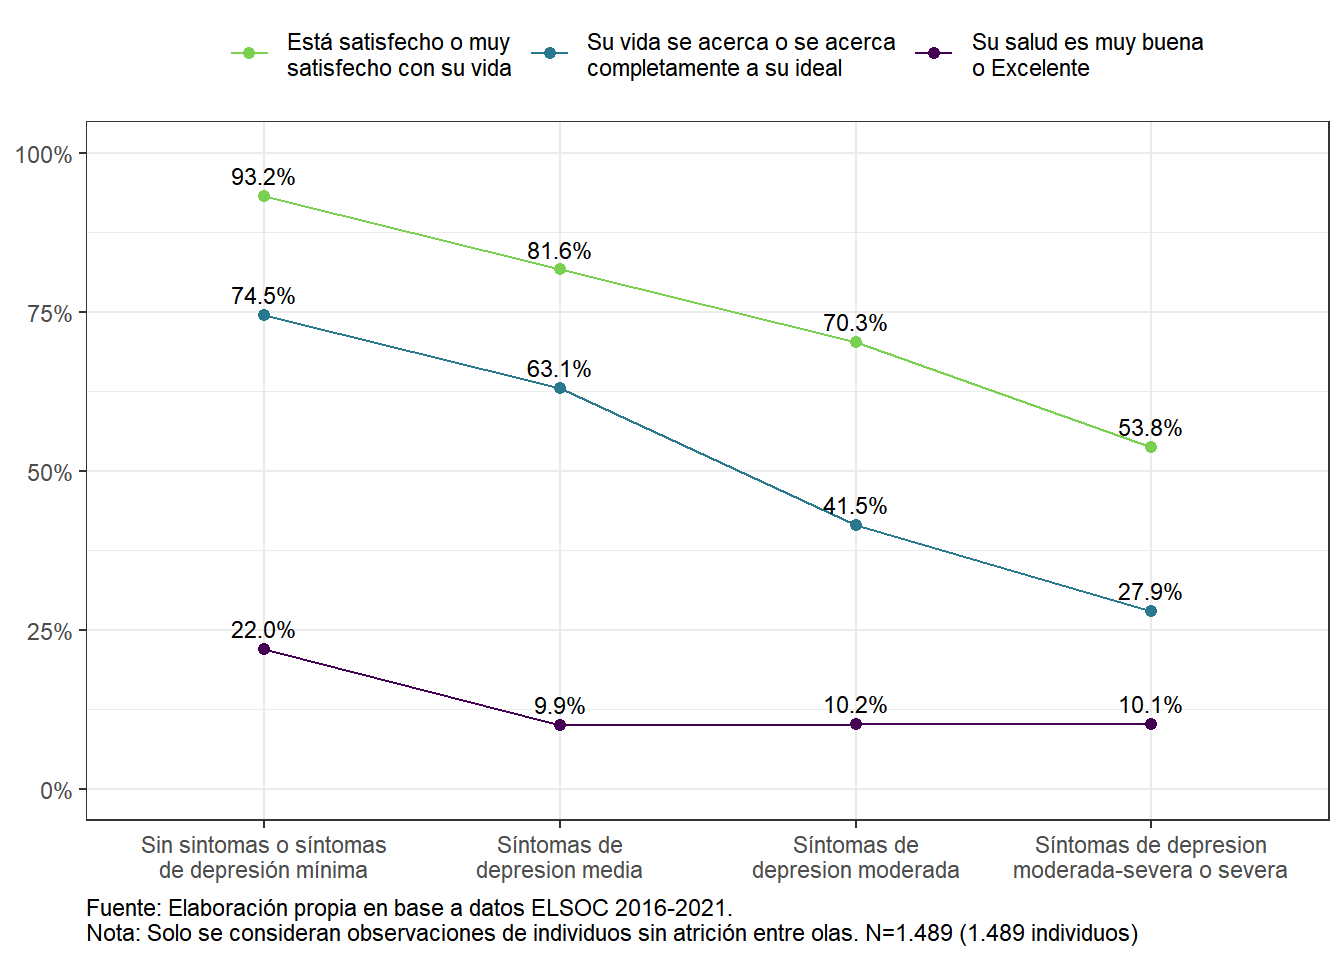 Está satisfecho o muy
satisfecho con su vida
Su vida se acerca o se acerca
completamente a su ideal
Su salud es muy buena
o Excelente
100%
75%
50%
25%
0%
93.2%
81.6%
70.3%
53.8%
74.5%
63.1%
41.5%
27.9%
22.0%
9.9%
10.2%
10.1%
Sin sintomas o síntomas
de depresión mínima
Síntomas de
depresion media
Síntomas de
depresion moderada
Síntomas de depresion
moderada-severa o severa
Fuente: Elaboración propia en base a datos ELSOC 2016-2021.
Nota: Solo se consideran observaciones de individuos sin atrición entre olas. N=1.489 (1.489 individuos)